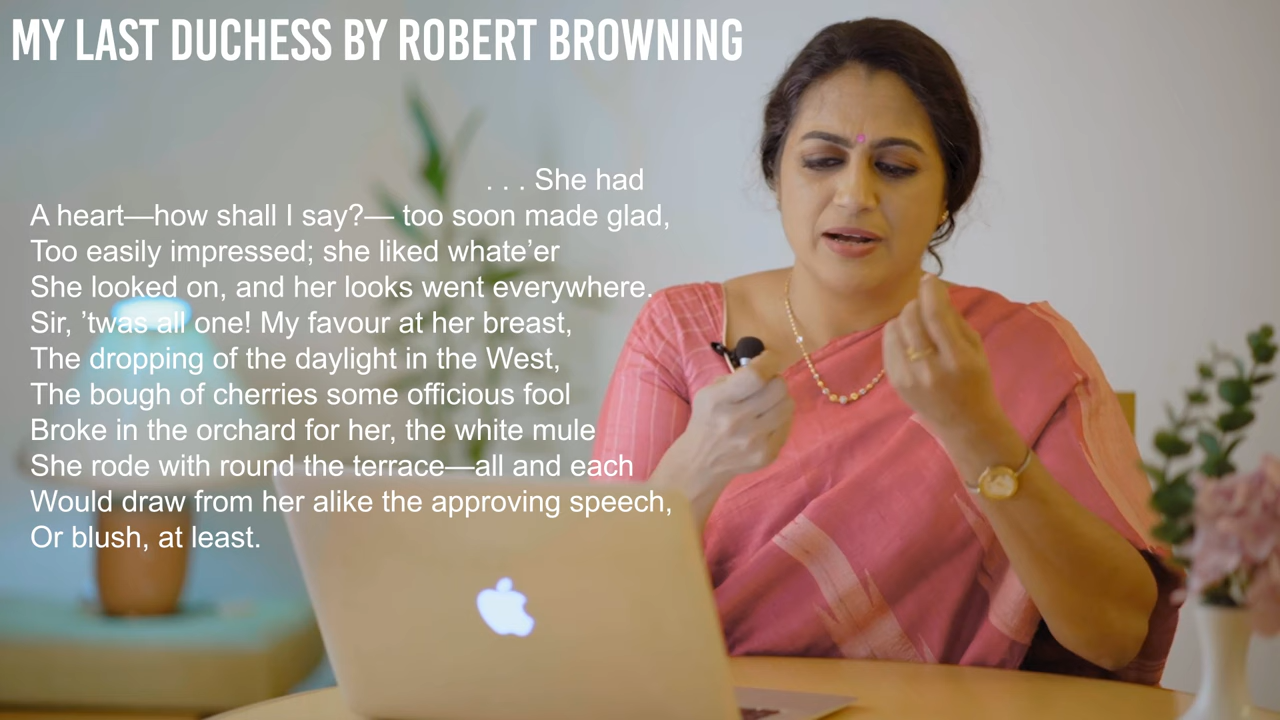 MY LAST DUCHESS BY ROBERT BROWNING
. . . She had
A heart—how shall I say?— too soon made glad,
Too easily impressed; she liked whate’er
She looked on, and her looks went everywhere.
Sir, ’twas all one! My favour at her breast,
The dropping of the daylight in the West,
The bough of cherries some officious fool
Broke in the orchard for her, the white mule
She rode with round the terrace—all and each
Would draw from her alike the approving speech,
Or blush, at least.